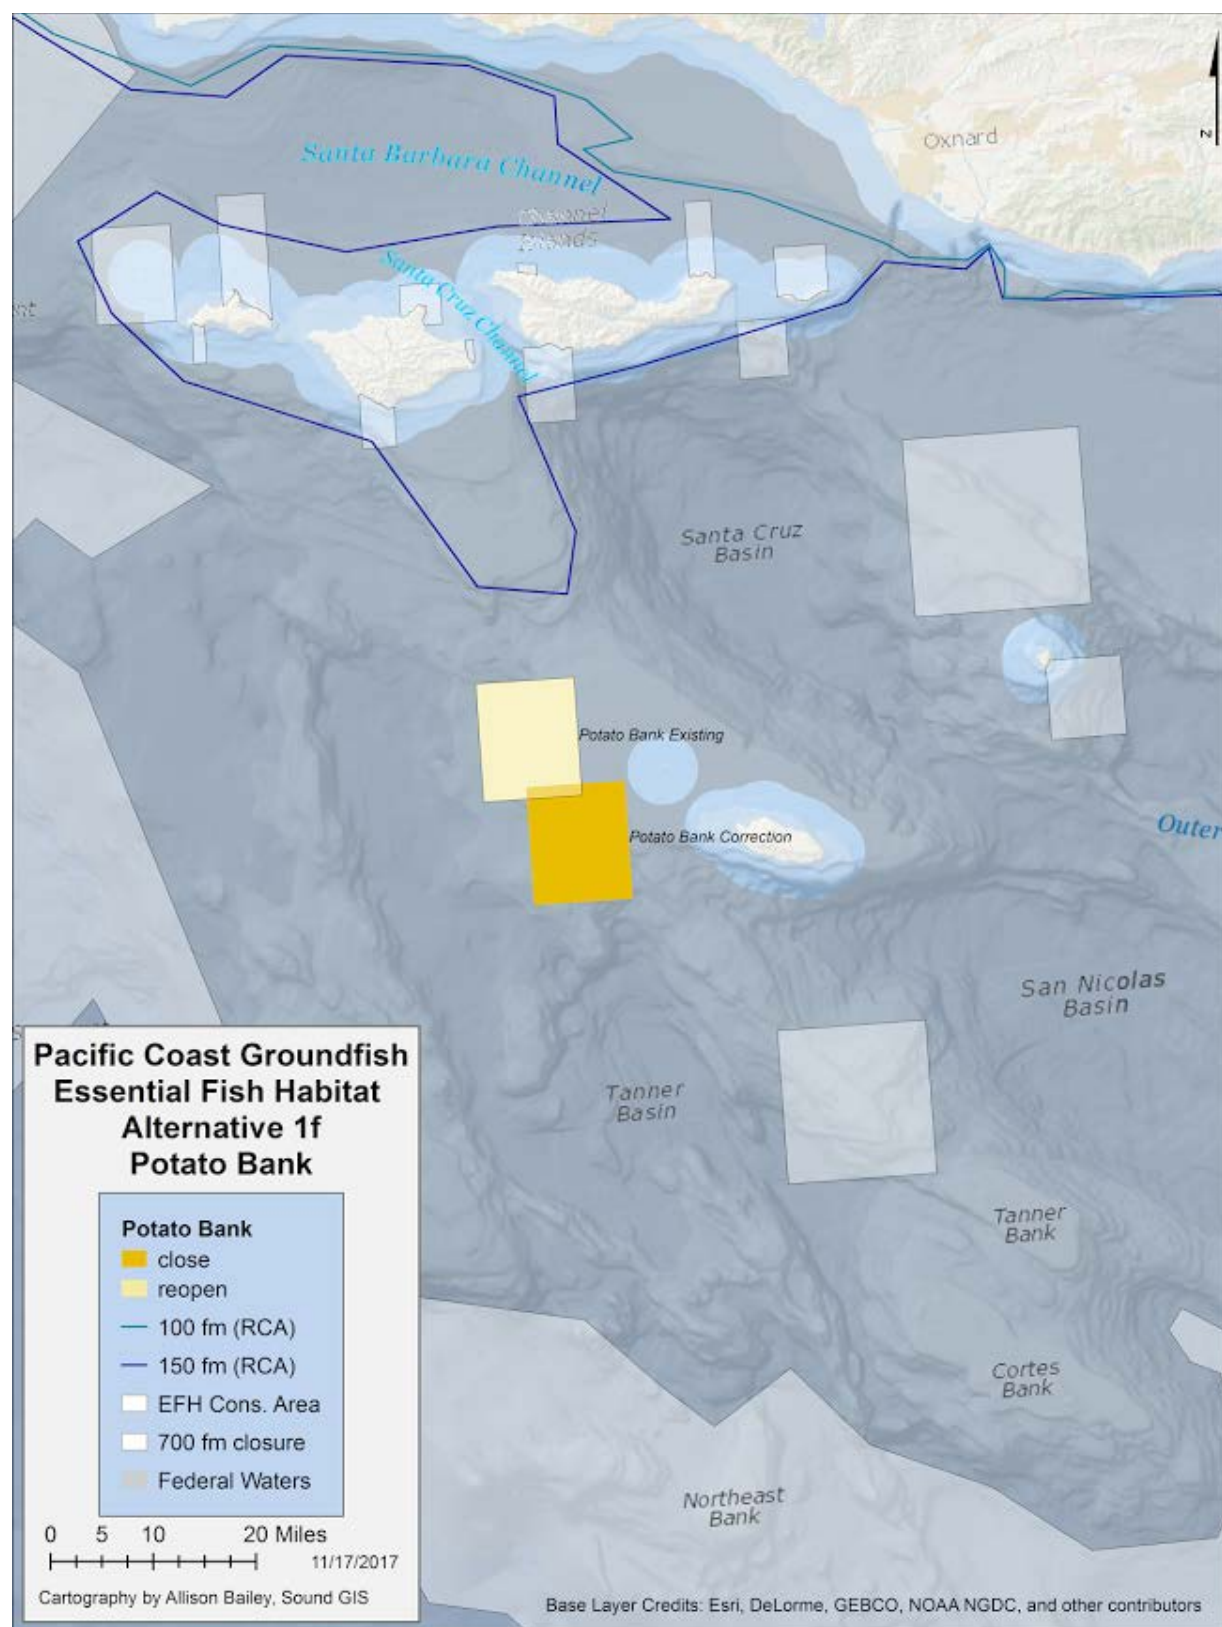 Oxnard
Santa Barbara Channel
Channel
Islands
Santa Cruz Channel
nt
Santa Cruz
Basin
Potato Bank Existing
Potato Bank Correction
Outer
San Nicolas
Basin
Tanner
Basin
Tanner
Bank
Cortes
Bank
Northeast
Bank
N
Pacific Coast Groundfish
Essential Fish Habitat
Alternative 1f
Potato Bank
Potato Bank
close
reopen
100 fm (RCA)
150 fm (RCA)
EFH Cons. Area
700 fm closure
Federal Waters
0 5 10 20 Miles
11/17/2017
Cartography by Allison Bailey, Sound GIS
Base Layer Credits: Esri, DeLorme, GEBCO, NOAA NGDC, and other contributors